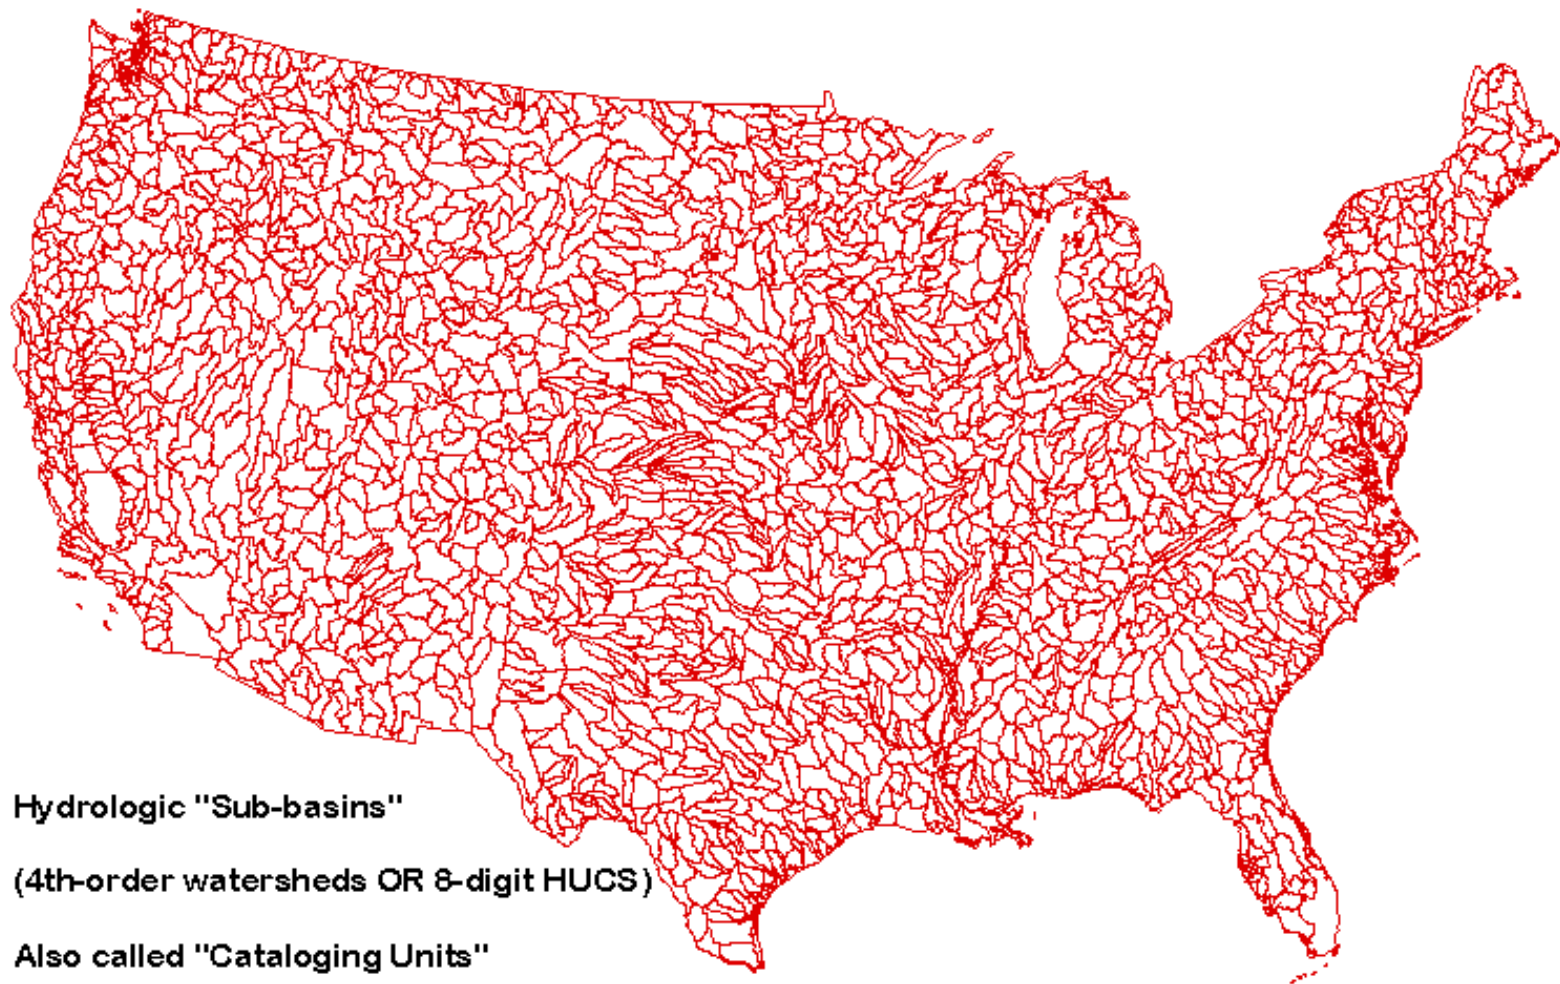 Hydrologic "Sub-basins"
(4th-order watersheds OR 8-digit HUCS)
Also called "Cataloging Units"